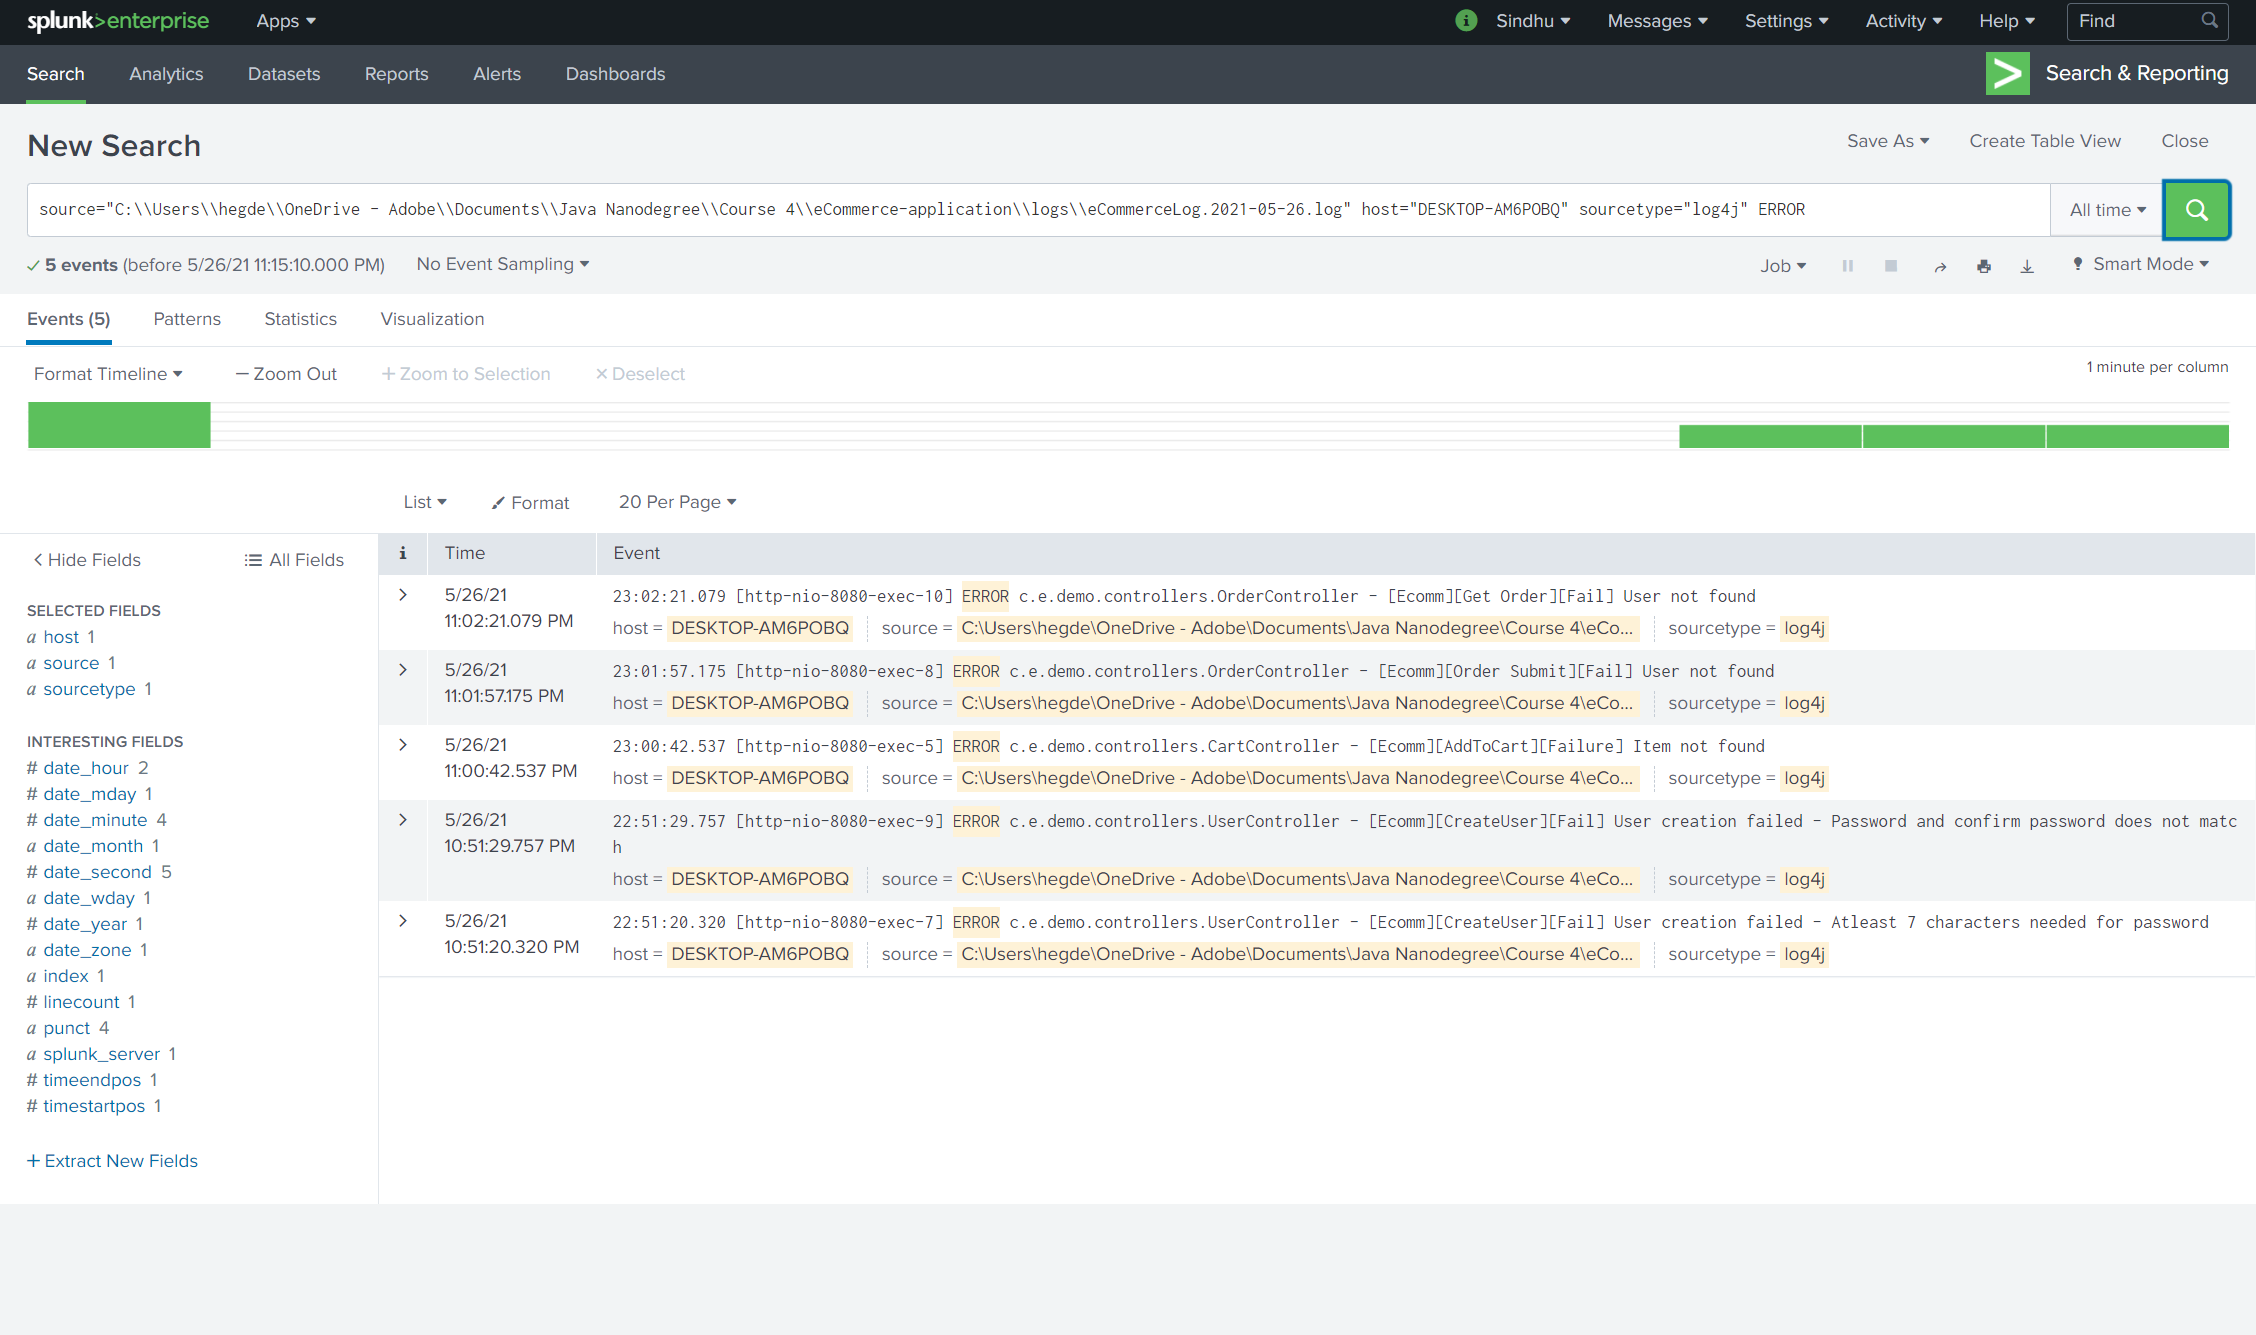 splunk>enterprise Apps Sindhu Messages Settings Activity Help Find
Search Analytics Datasets Reports Alerts Dashboards Search & Reporting
New Search Save As Create Table View Close
source="C:\\Users\\hegde\\OneDrive - Adobe\\Documents\\Java Nanodegree\\Course 4\\eCommerce-application\\logs\\eCommerceLog.2021-05-26.log" host="DESKTOP-AM6POBQ" sourcetype="log4j" ERROR All time
5 events (before 5/26/21 11:15:10.000 PM) No Event Sampling Job Smart Mode
Events (5) Patterns Statistics Visualization
Format Timeline — Zoom Out + Zoom to Selection × Deselect 1 minute per column
List Format 20 Per Page
< Hide Fields All Fields
SELECTED FIELDS
a host 1
a source 1
a sourcetype 1
INTERESTING FIELDS
# date_hour 2
# date_mday 1
# date_minute 4
a date_month 1
# date_second 5
a date_wday 1
# date_year 1
a date_zone 1
a index 1
# linecount 1
a punct 4
a splunk_server 1
# timeendpos 1
# timestartpos 1
+ Extract New Fields
i Time Event
> 5/26/21 23:02:21.079 [http-nio-8080-exec-10] ERROR c.e.demo.controllers.OrderController - [Ecomm][Get Order][Fail] User not found
11:02:21.079 PM host = DESKTOP-AM6POBQ source = C:\Users\hegde\OneDrive - Adobe\Documents\Java Nanodegree\Course 4\eCo... sourcetype = log4j
> 5/26/21 23:01:57.175 [http-nio-8080-exec-8] ERROR c.e.demo.controllers.OrderController - [Ecomm][Order Submit][Fail] User not found
11:01:57.175 PM host = DESKTOP-AM6POBQ source = C:\Users\hegde\OneDrive - Adobe\Documents\Java Nanodegree\Course 4\eCo... sourcetype = log4j
> 5/26/21 23:00:42.537 [http-nio-8080-exec-5] ERROR c.e.demo.controllers.CartController - [Ecomm][AddToCart][Failure] Item not found
11:00:42.537 PM host = DESKTOP-AM6POBQ source = C:\Users\hegde\OneDrive - Adobe\Documents\Java Nanodegree\Course 4\eCo... sourcetype = log4j
> 5/26/21 22:51:29.757 [http-nio-8080-exec-9] ERROR c.e.demo.controllers.UserController - [Ecomm][CreateUser][Fail] User creation failed - Password and confirm password does not matc
10:51:29.757 PM h
host = DESKTOP-AM6POBQ source = C:\Users\hegde\OneDrive - Adobe\Documents\Java Nanodegree\Course 4\eCo... sourcetype = log4j
> 5/26/21 22:51:20.320 [http-nio-8080-exec-7] ERROR c.e.demo.controllers.UserController - [Ecomm][CreateUser][Fail] User creation failed - Atleast 7 characters needed for password
10:51:20.320 PM host = DESKTOP-AM6POBQ source = C:\Users\hegde\OneDrive - Adobe\Documents\Java Nanodegree\Course 4\eCo... sourcetype = log4j